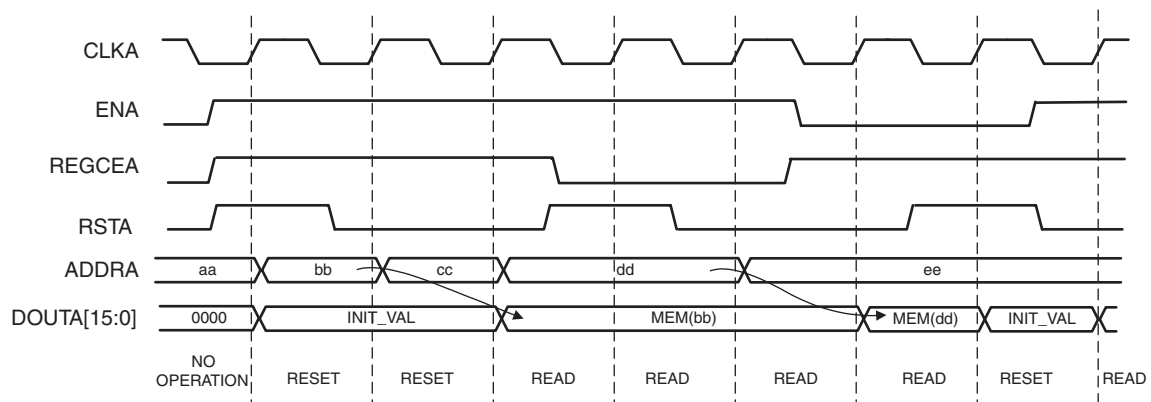 CLKA
ENA
REGCEA
RSTA
ADDRA aa bb cc dd ee
DOUTA[15:0] 0000 INIT_VAL MEM(bb) MEM(dd) INIT_VAL
NO
OPERATION RESET RESET READ READ READ READ RESET READ